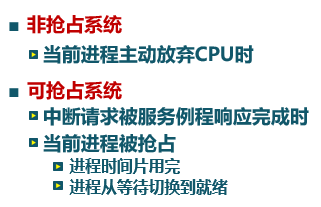 非抢占系统
当前进程主动放弃CPU时
可抢占系统
中断请求被服务例程响应完成时
当前进程被抢占
进程时间片用完
进程从等待切换到就绪